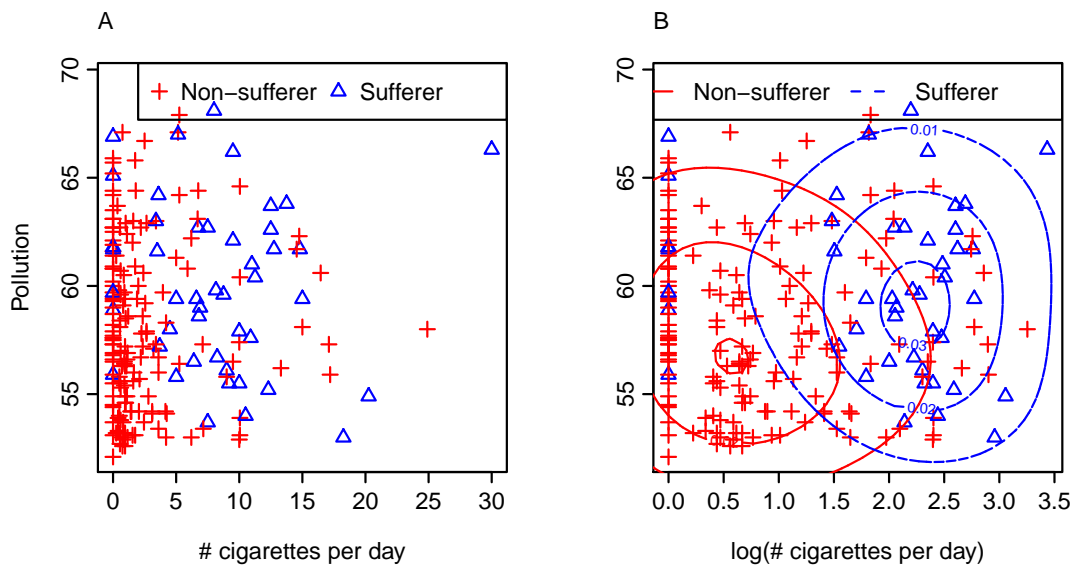 A
Non−sufferer Sufferer
Pollution
70
65
60
55
0 5 10 15 20 25 30
# cigarettes per day
B
Non−sufferer Sufferer
0.01
0.03
0.02
70
65
60
55
0.0 0.5 1.0 1.5 2.0 2.5 3.0 3.5
log(# cigarettes per day)